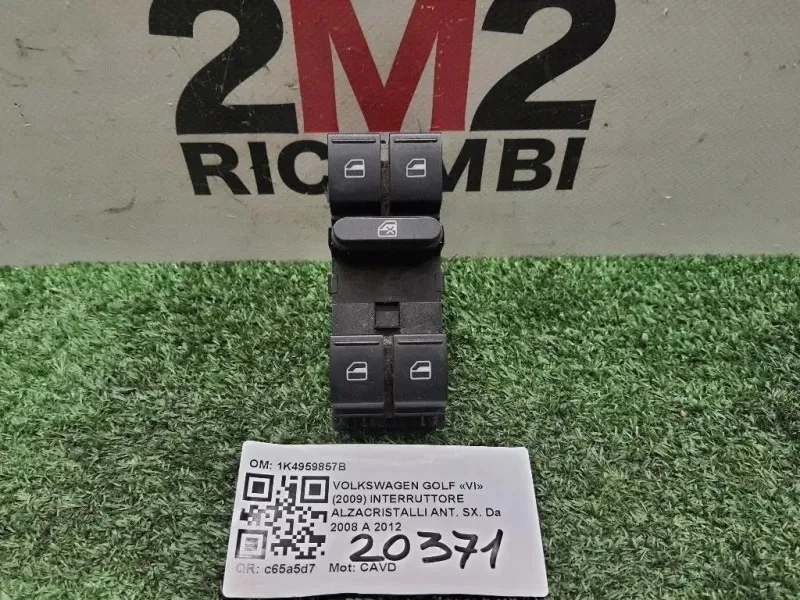 2M2
RICAMBI
OM: 1K4959857B
VOLKSWAGEN GOLF «VI»
(2009) INTERRUTTORE
ALZACRISTALLI ANT. SX. Da
2008 A 2012
20371
QR: c65a5d7 Mot: CAVD